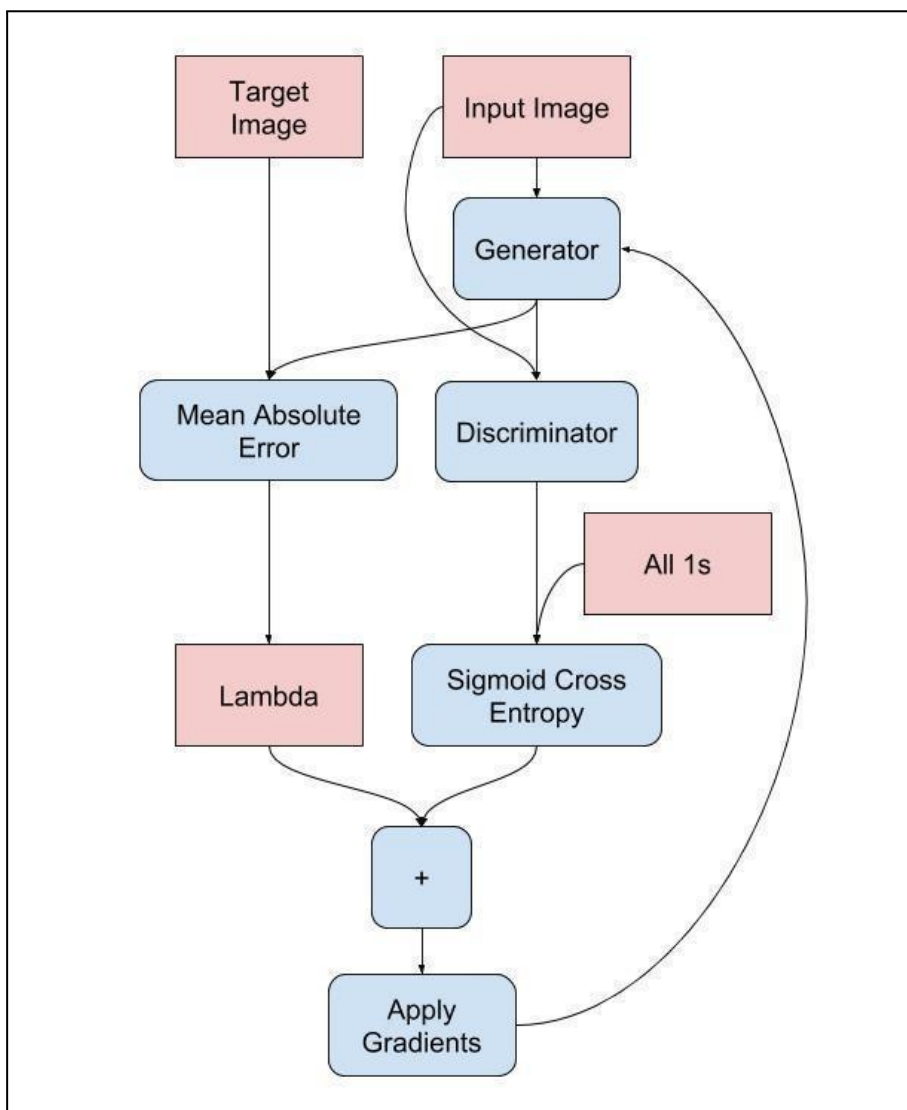 Target
Image
Input Image
Generator
Mean Absolute
Error
Discriminator
All 1s
Lambda
Sigmoid Cross
Entropy
+
Apply
Gradients